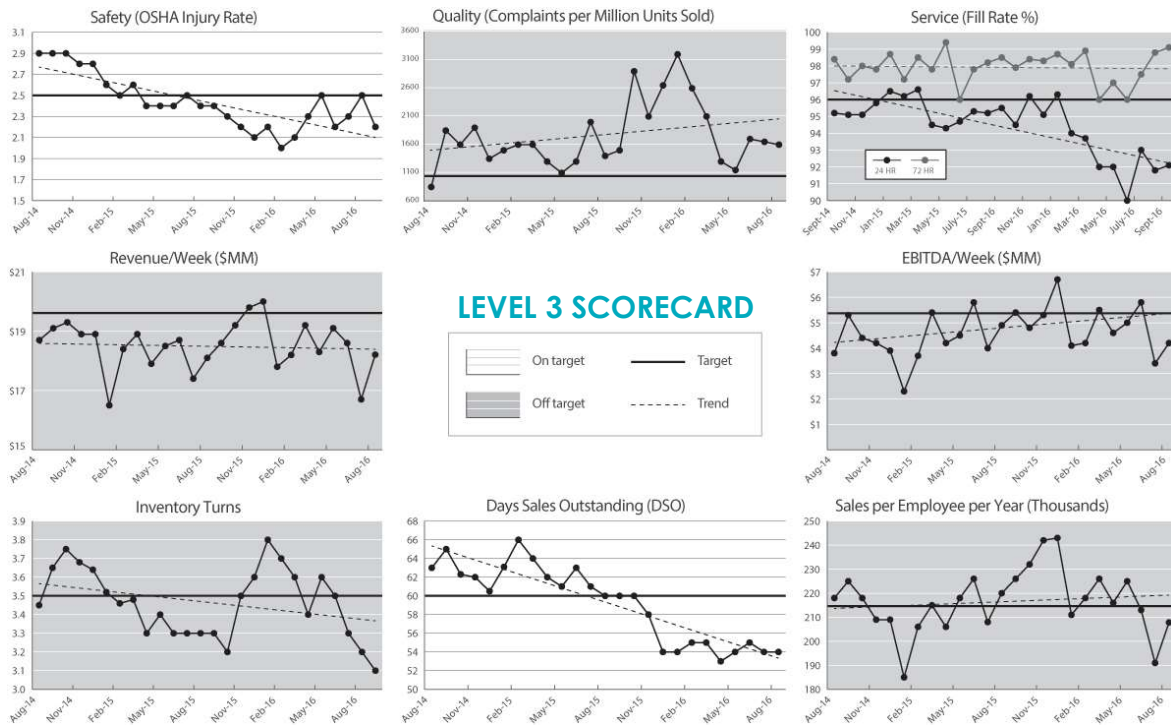 Safety (OSHA Injury Rate)
3.1
2.9
2.7
2.5
2.3
2.1
1.9
1.7
1.5
Aug-14
Nov-14
Feb-15
May-15
Aug-15
Nov-15
Feb-16
May-16
Aug-16
Quality (Complaints per Million Units Sold)
3600
3100
2600
2100
1600
1100
600
Aug-14
Nov-14
Feb-15
May-15
Aug-15
Nov-15
Feb-16
May-16
Aug-16
Service (Fill Rate %)
100
99
98
98
96
95
94
93
92
90
90
24 HR
72 HR
Sept-14
Nov-14
Jan-15
Mar-15
May-15
July-15
Sept-16
Nov-16
Jan-16
Mar-16
May-16
July-16
Sept-16
Revenue/Week ($MM)
$21
$19
$17
$15
Aug-14
Nov-14
Feb-15
May-15
Aug-15
Nov-15
Feb-16
May-16
Aug-16
LEVEL 3 SCORECARD
On target
Target
Off target
Trend
EBITDA/Week ($MM)
$7
$6
$5
$4
$3
$2
$1
Aug-14
Nov-14
Feb-15
May-15
Aug-15
Nov-15
Feb-16
May-16
Aug-16
Inventory Turns
3.9
3.8
3.7
3.6
3.5
3.4
3.3
3.2
3.1
3.0
Aug-14
Nov-14
Feb-15
May-15
Aug-15
Nov-15
Feb-16
May-16
Aug-16
Days Sales Outstanding (DSO)
68
66
64
62
60
58
56
54
52
50
Aug-14
Nov-14
Feb-15
May-15
Aug-15
Nov-15
Feb-16
May-16
Aug-16
Sales per Employee per Year (Thousands)
250
240
230
220
210
200
190
180
Aug-14
Nov-14
Feb-15
May-15
Aug-15
Nov-15
Feb-16
May-16
Aug-16